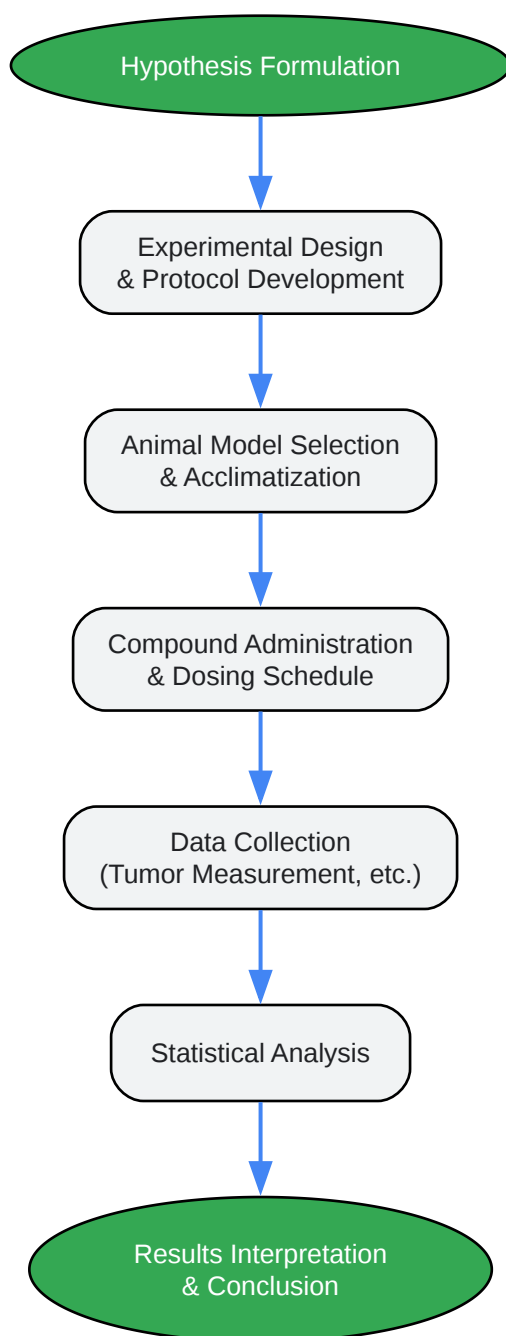 Hypothesis Formulation
Experimental Design
& Protocol Development
Animal Model Selection
& Acclimatization
Compound Administration
& Dosing Schedule
Data Collection
(Tumor Measurement, etc.)
Statistical Analysis
Results Interpretation
& Conclusion